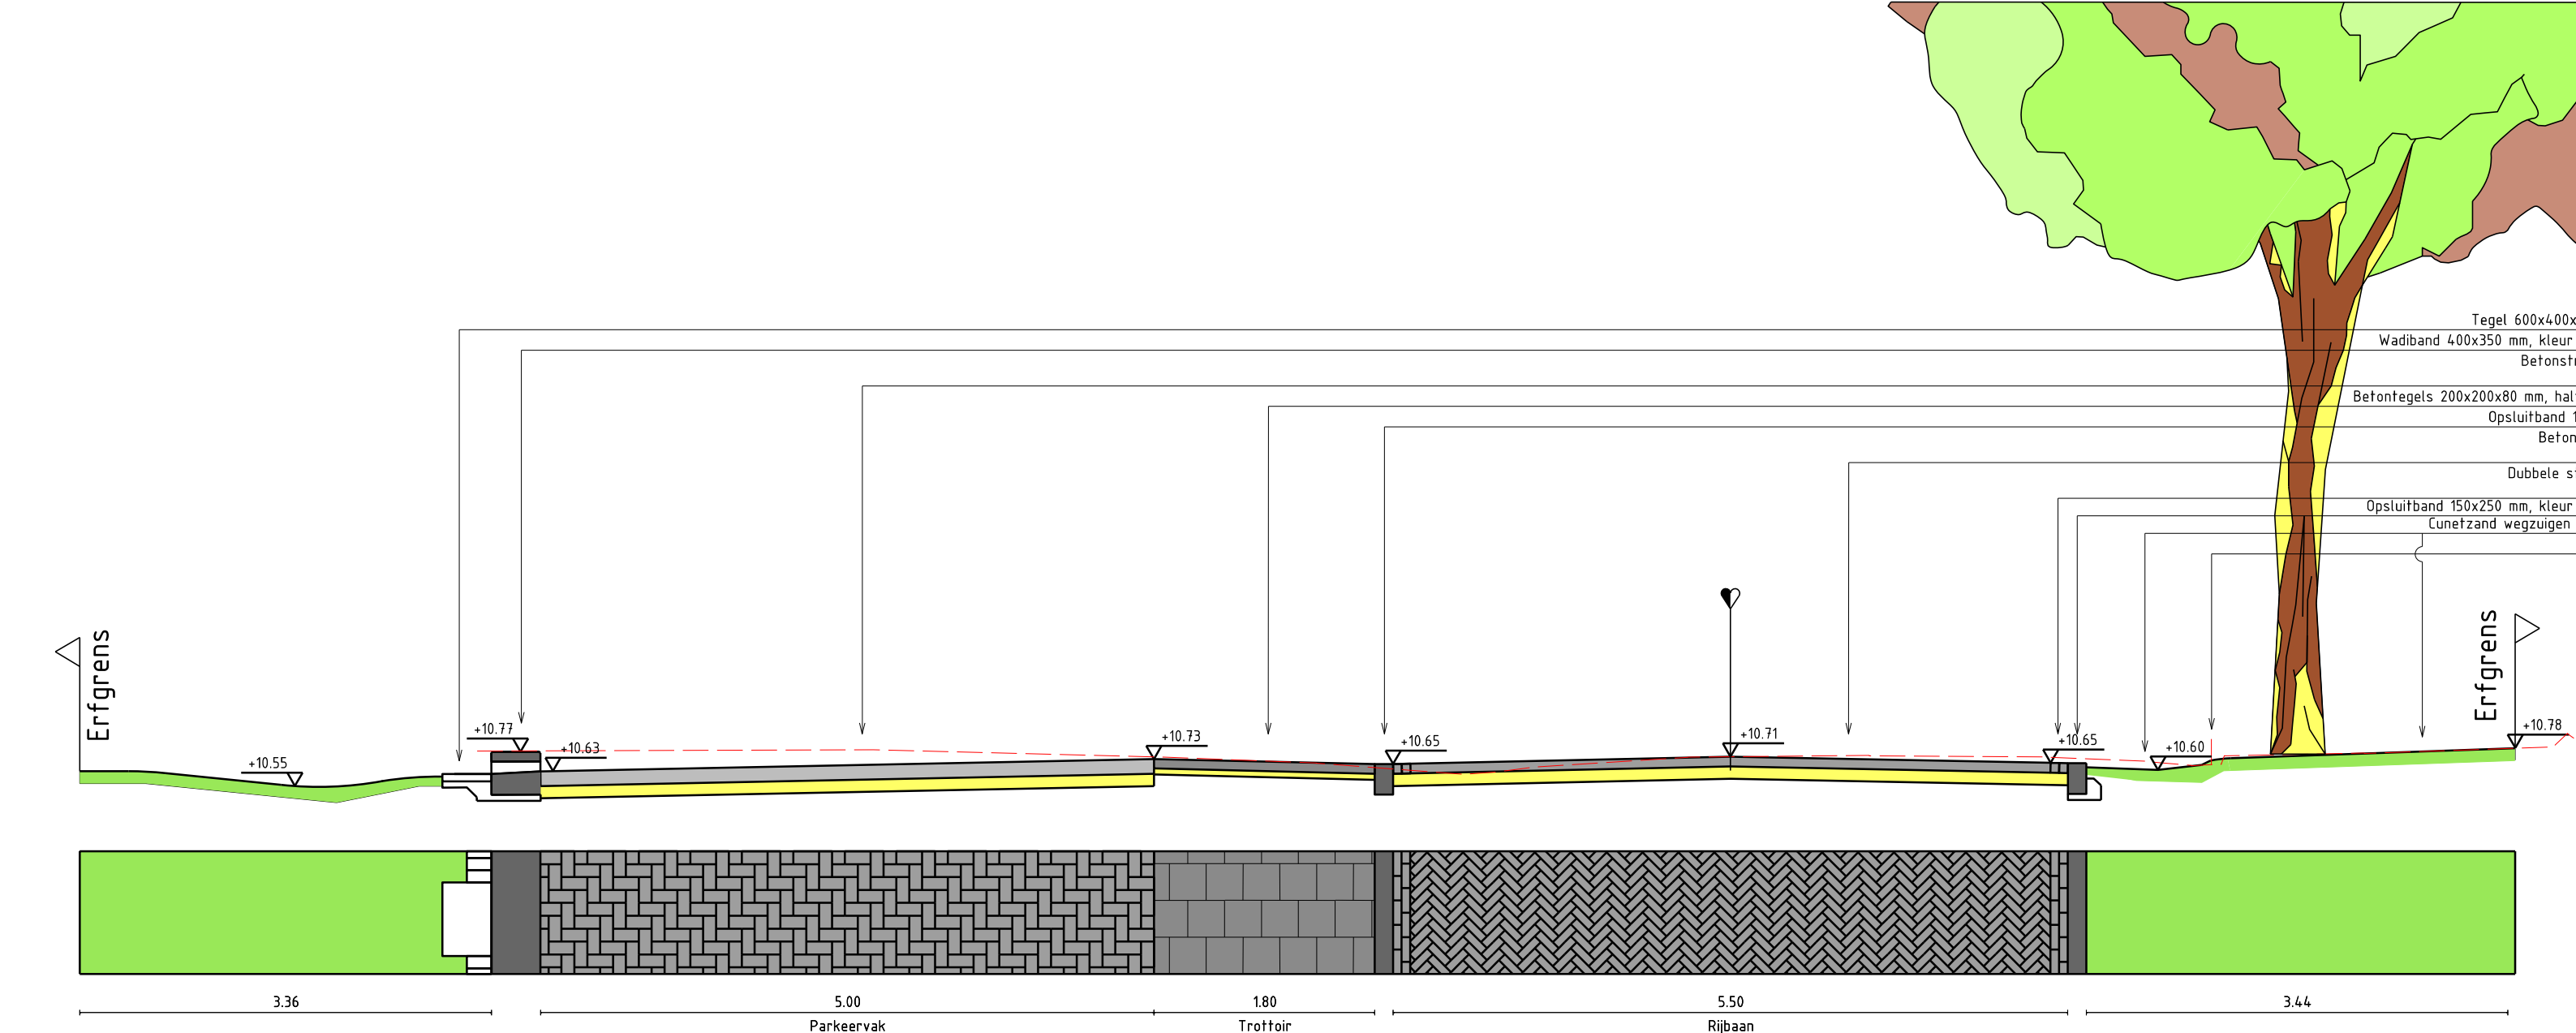 Tegel 600x400x
Wadiband 400x350 mm, kleur
Betonst
Betontegels 200x200x80 mm, hal
Opsluitband 1
Beton
Dubbele s
Opsluitband 150x250 mm, kleur
Cunetzand wegzuigen
Erfgrens
Erfgrens
+10.55
+10.77
+10.63
+10.73
+10.65
+10.71
+10.65
+10.60
+10.78
3.36
5.00
1.80
5.50
3.44
Parkeervak
Trottoir
Rijbaan